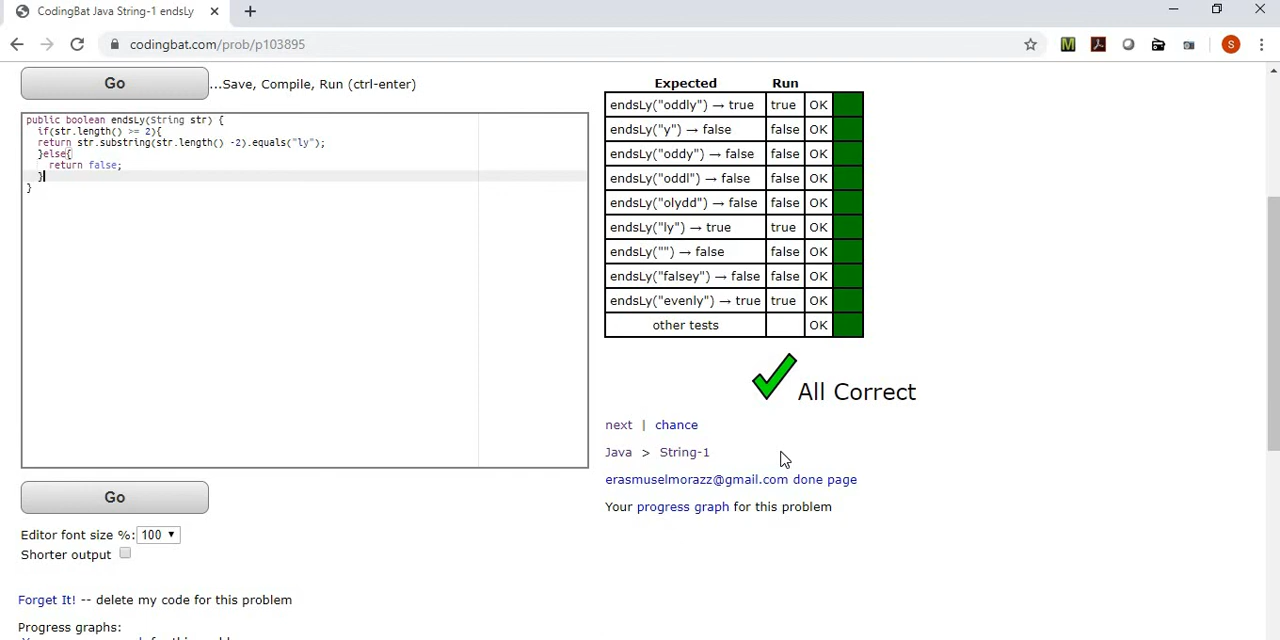 CodingBat Java String-1 endsLy
codingbat.com/prob/p103895
M
S
Go
...Save, Compile, Run (ctrl-enter)
public boolean endsLy(String str) {
if(str.length() >= 2){
return str.substring(str.length() -2).equals("ly");
}else{
return false;
}
}
Go
Editor font size %: 100
Shorter output
Forget It! -- delete my code for this problem
Progress graphs:
Expected Run
endsLy("oddly") → true true OK
endsLy("y") → false false OK
endsLy("oddy") → false false OK
endsLy("oddl") → false false OK
endsLy("olydd") → false false OK
endsLy("ly") → true true OK
endsLy("") → false false OK
endsLy("falsey") → false false OK
endsLy("evenly") → true true OK
other tests OK
All Correct
next | chance
Java > String-1
erasmuselmorazz@gmail.com done page
Your progress graph for this problem